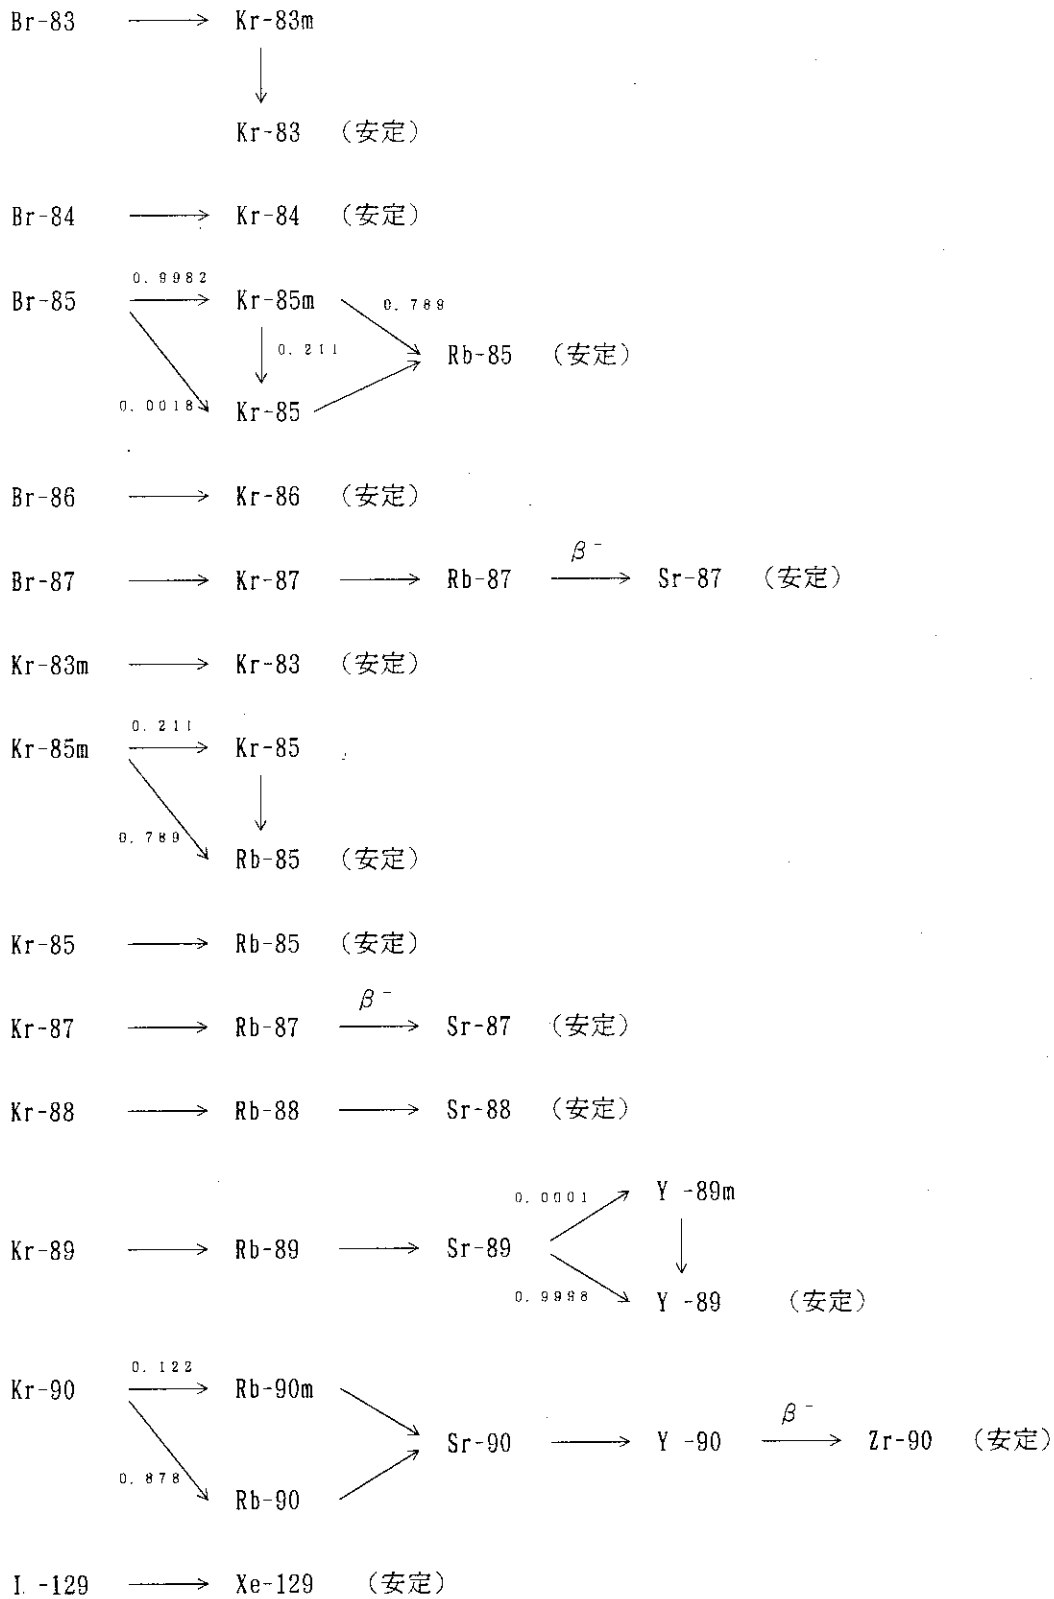 Br-83 → Kr-83m
↓
Kr-83 (安定)
Br-84 → Kr-84 (安定)
0.9982
Br-85 → Kr-85m 0.789
0.211 Rb-85 (安定)
0.0018 Kr-85
Br-86 → Kr-86 (安定)
β⁻
Br-87 → Kr-87 → Rb-87 → Sr-87 (安定)
Kr-83m → Kr-83 (安定)
0.211
Kr-85m → Kr-85
↓
0.789
Rb-85 (安定)
Kr-85 → Rb-85 (安定)
β⁻
Kr-87 → Rb-87 → Sr-87 (安定)
Kr-88 → Rb-88 → Sr-88 (安定)
0.0001 Y -89m
Kr-89 → Rb-89 → Sr-89
0.9998 Y -89 (安定)
0.122
Kr-90 → Rb-90m
β⁻
Sr-90 → Y -90 → Zr-90 (安定)
0.878
Rb-90
I -129 → Xe-129 (安定)